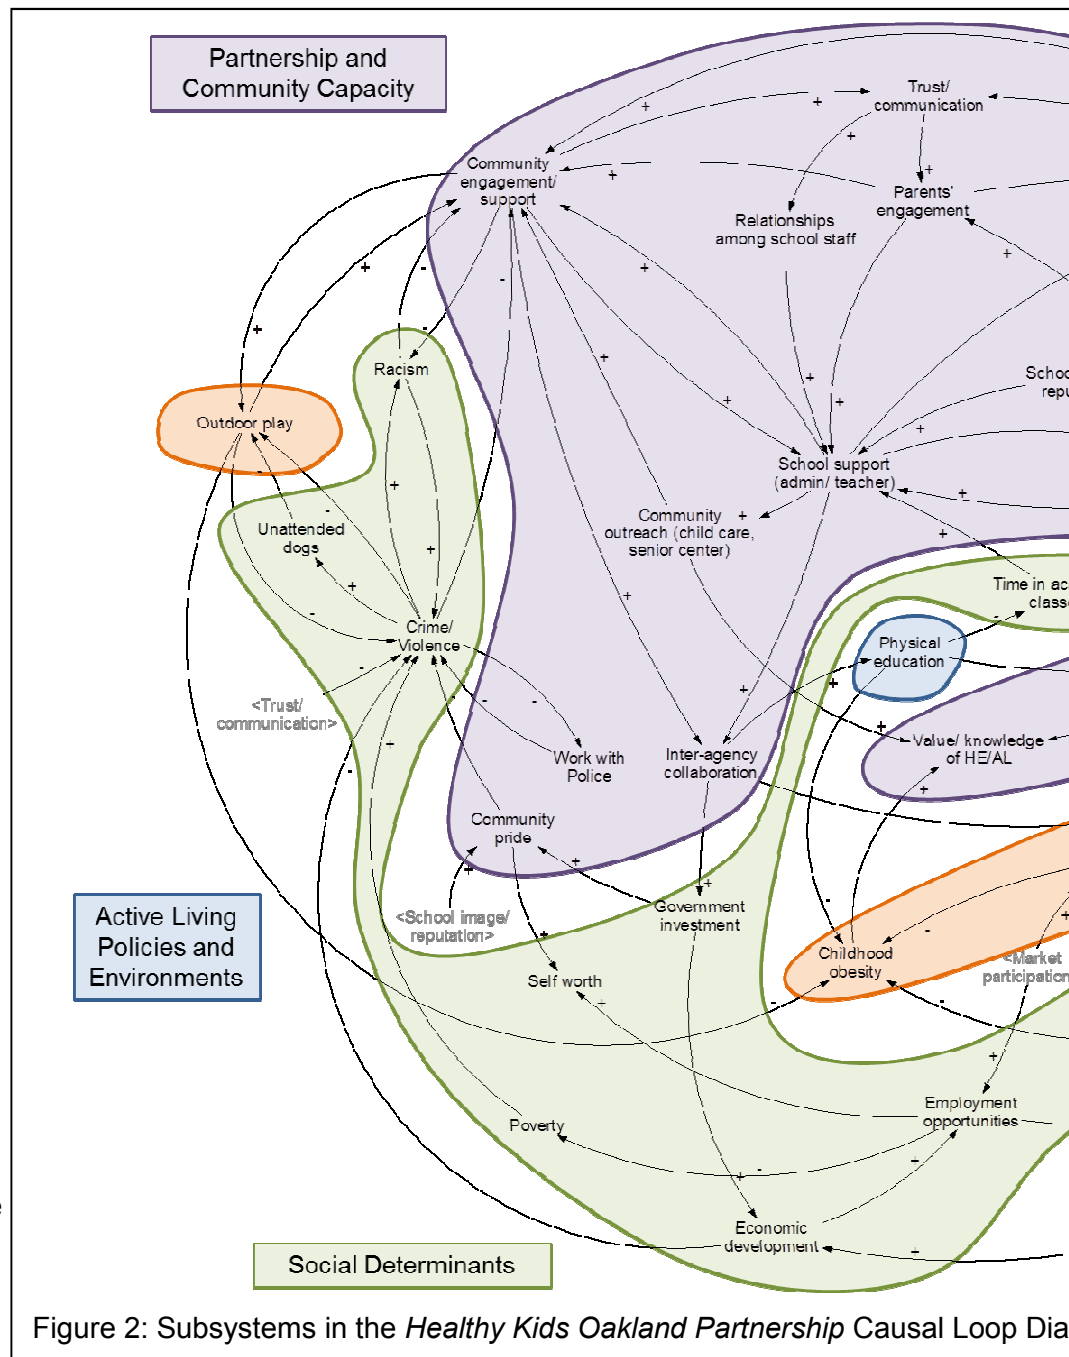 Partnership and
Community Capacity
Trust/
communication
Community
engagement/
support
Parents'
engagement
Relationships
among school staff
Racism
School
repu
Outdoor play
School support
(admin/ teacher)
Unattended
dogs
Community
outreach (child care,
senior center)
Time in ac
classe
Crime/
Violence
Physical
education
<Trust/
communication>
Work with
Police
Inter-agency
collaboration
Value/ knowledge
of HE/AL
Community
pride
Active Living
Policies and
Environments
<School image/
reputation>
Government
investment
Childhood
obesity
<Market
participation
Self worth
Employment
opportunities
Poverty
Economic
development
Social Determinants
Figure 2: Subsystems in the Healthy Kids Oakland Partnership Causal Loop Dia